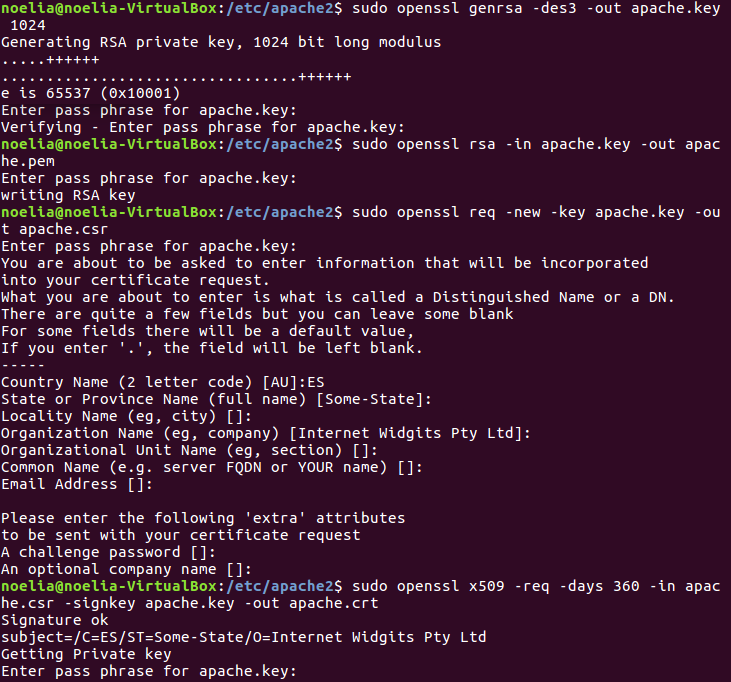 noelia@noelia-VirtualBox:/etc/apache2$ sudo openssl genrsa -des3 -out apache.key
 1024
Generating RSA private key, 1024 bit long modulus
.....++++++
.................................++++++
e is 65537 (0x10001)
Enter pass phrase for apache.key:
Verifying - Enter pass phrase for apache.key:
noelia@noelia-VirtualBox:/etc/apache2$ sudo openssl rsa -in apache.key -out apac
he.pem
Enter pass phrase for apache.key:
writing RSA key
noelia@noelia-VirtualBox:/etc/apache2$ sudo openssl req -new -key apache.key -ou
t apache.csr
Enter pass phrase for apache.key:
You are about to be asked to enter information that will be incorporated
into your certificate request.
What you are about to enter is what is called a Distinguished Name or a DN.
There are quite a few fields but you can leave some blank
For some fields there will be a default value,
If you enter '.', the field will be left blank.
-----
Country Name (2 letter code) [AU]:ES
State or Province Name (full name) [Some-State]:
Locality Name (eg, city) []:
Organization Name (eg, company) [Internet Widgits Pty Ltd]:
Organizational Unit Name (eg, section) []:
Common Name (e.g. server FQDN or YOUR name) []:
Email Address []:

Please enter the following 'extra' attributes
to be sent with your certificate request
A challenge password []:
An optional company name []:
noelia@noelia-VirtualBox:/etc/apache2$ sudo openssl x509 -req -days 360 -in apac
he.csr -signkey apache.key -out apache.crt
Signature ok
subject=/C=ES/ST=Some-State/O=Internet Widgits Pty Ltd
Getting Private key
Enter pass phrase for apache.key: